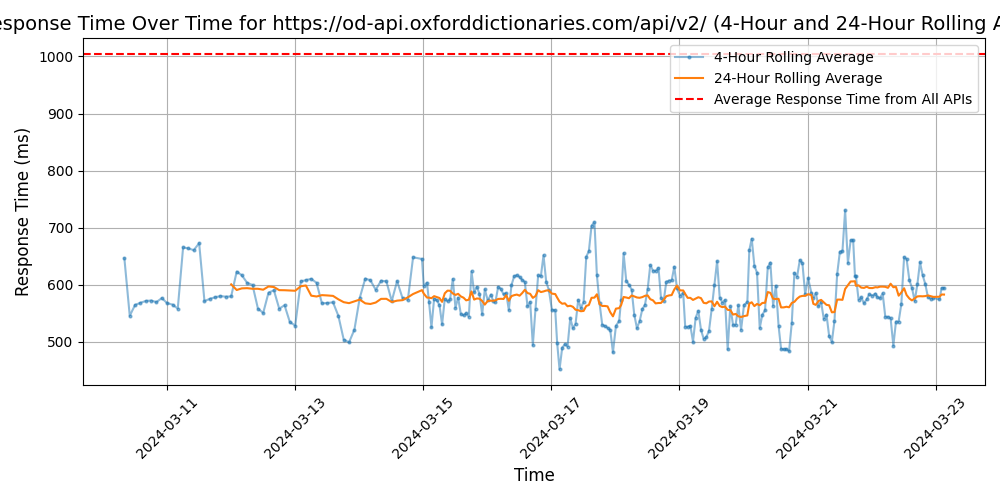 sponse Time Over Time for https://od-api.oxforddictionaries.com/api/v2/ (4-Hour and 24-Hour Rolling A
4-Hour Rolling Average
24-Hour Rolling Average
Average Response Time from All APIs
Response Time (ms)
1000
900
800
700
600
500
2024-03-11
2024-03-13
2024-03-15
2024-03-17
2024-03-19
2024-03-21
2024-03-23
Time